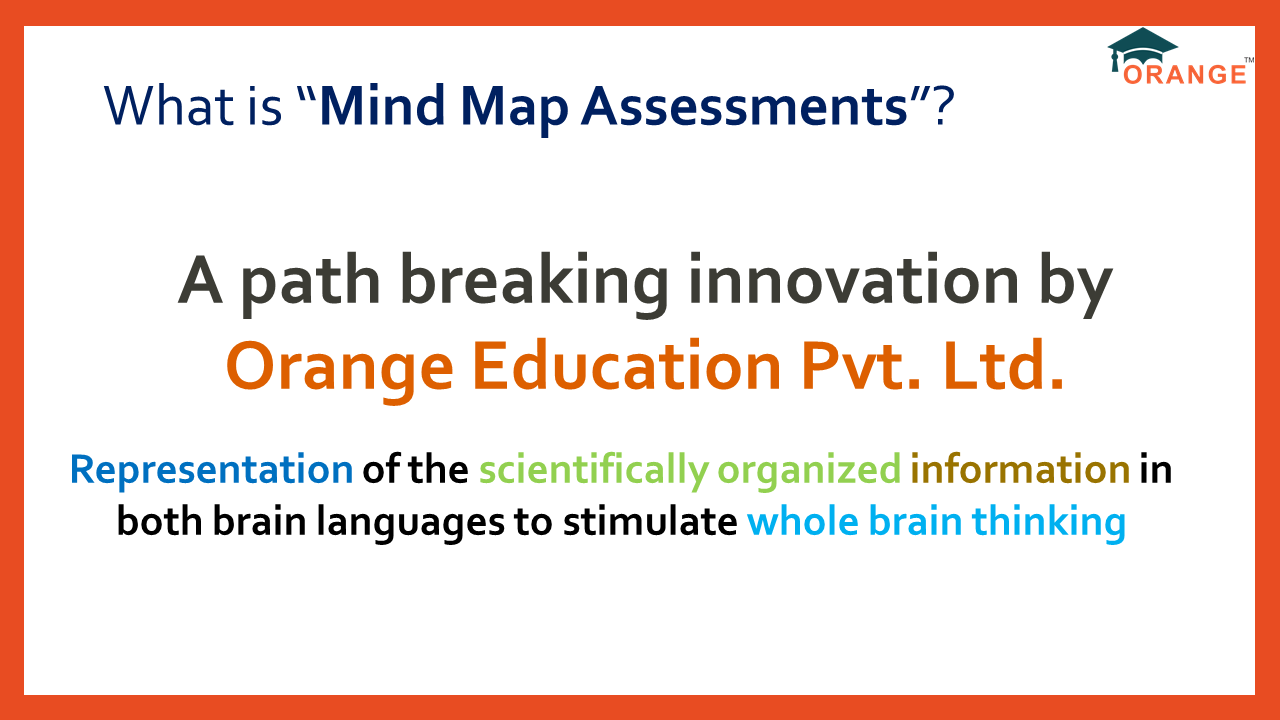 ORANGE™
What is “Mind Map Assessments”?
A path breaking innovation by
Orange Education Pvt. Ltd.
Representation of the scientifically organized information in
both brain languages to stimulate whole brain thinking